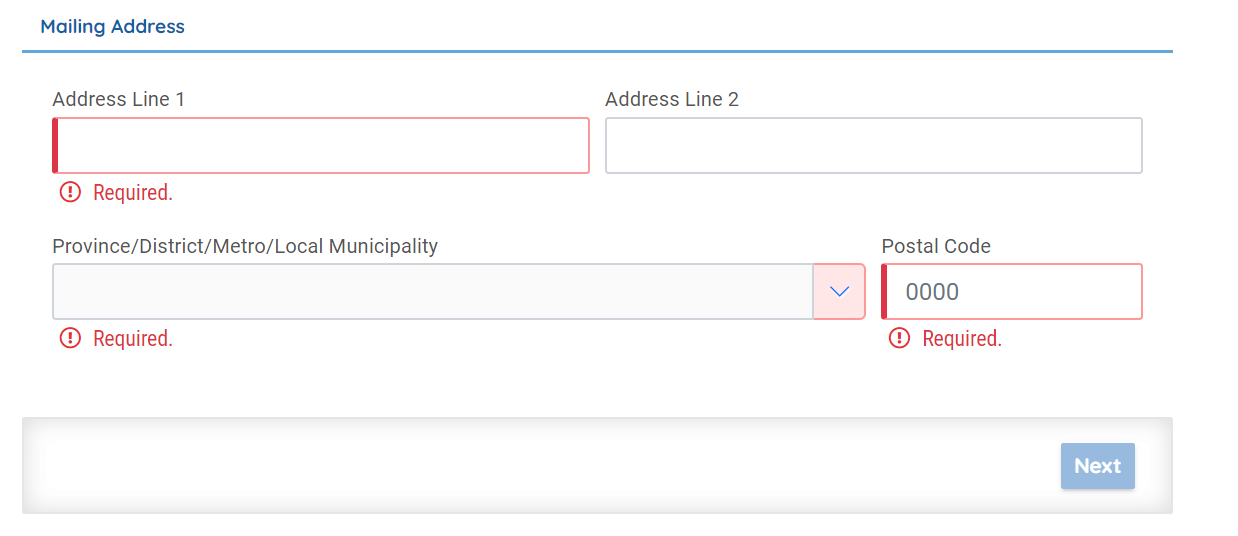 Mailing Address
Address Line 1 Address Line 2
Required.
Province/District/Metro/Local Municipality Postal Code
0000
Required. Required.
Next